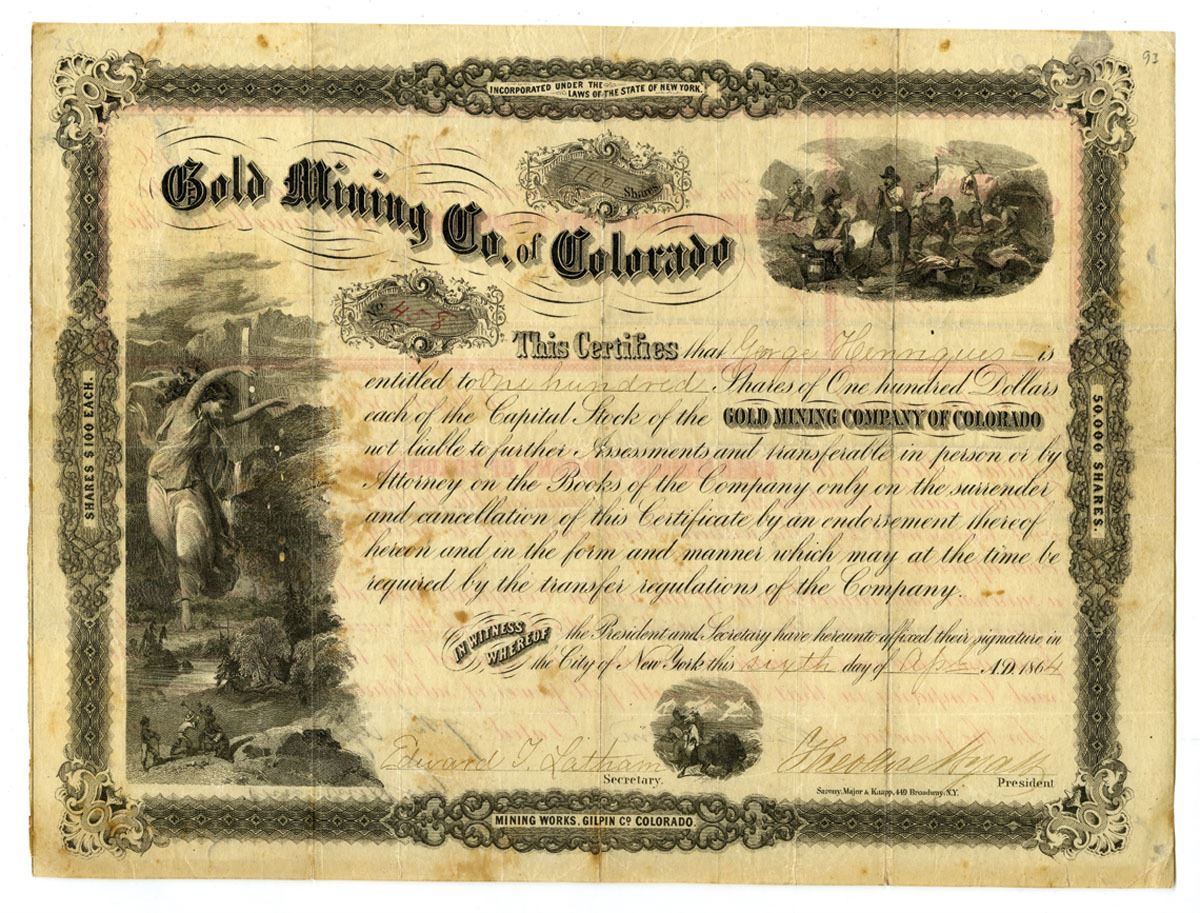 93
INCORPORATED UNDER THE
LAWS OF THE STATE OF NEW YORK.
100 Shares
Gold Mining Co. of Colorado
No. 458
This Certifies that George Henriques is
entitled to One hundred Shares of One hundred Dollars
each of the Capital Stock of the GOLD MINING COMPANY OF COLORADO
not liable to further Assessments and transferable in person or by
Attorney on the Books of the Company only on the surrender
and cancellation of this Certificate by an endorsement thereof
hereon and in the form and manner which may at the time be
required by the transfer regulations of the Company.
IN WITNESS
WHEREOF the President and Secretary have hereunto affixed their signature in
the City of New York this sixth day of Apl A.D. 1864
Edward T. Latham
Secretary.
President
Sarony, Major & Knapp, 449 Broadway, N.Y.
SHARES $100 EACH.
50,000 SHARES.
MINING WORKS, GILPIN CO COLORADO.